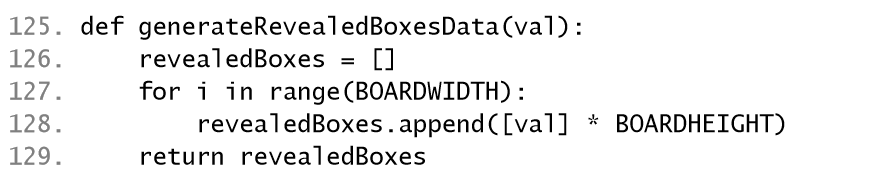 125. def generateRevealedBoxesData(val):
126.     revealedBoxes = []
127.     for i in range(BOARDWIDTH):
128.         revealedBoxes.append([val] * BOARDHEIGHT)
129.     return revealedBoxes